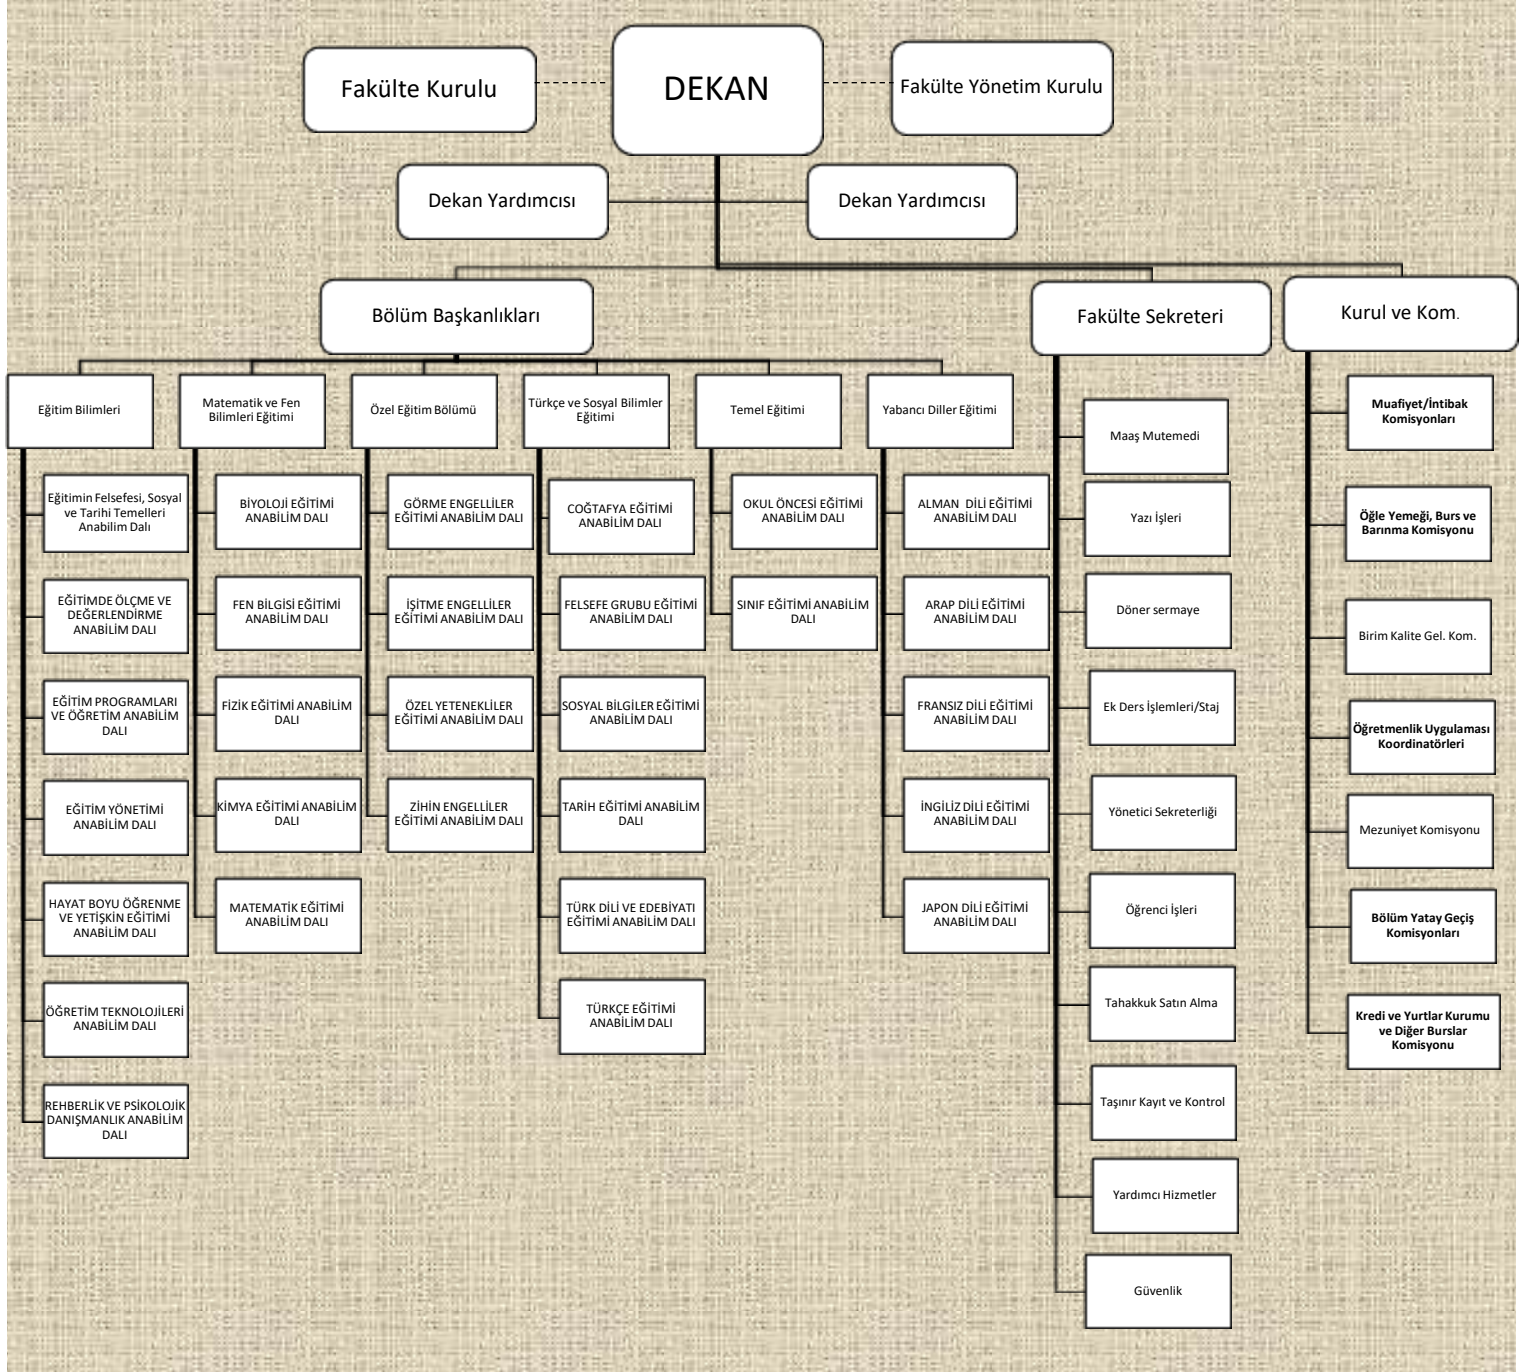 Fakülte Kurulu
DEKAN
Fakülte Yönetim Kurulu
Dekan Yardımcısı
Dekan Yardımcısı
Bölüm Başkanlıkları
Fakülte Sekreteri
Kurul ve Kom.
Eğitim Bilimleri
Eğitimin Felsefesi, Sosyal
ve Tarihi Temelleri
Anabilim Dalı
EĞİTİMDE ÖLÇME VE
DEĞERLENDİRME
ANABİLİM DALI
EĞİTİM PROGRAMLARI
VE ÖĞRETİM ANABİLİM
DALI
EĞİTİM YÖNETİMİ
ANABİLİM DALI
HAYAT BOYU ÖĞRENME
VE YETİŞKİN EĞİTİMİ
ANABİLİM DALI
ÖĞRETİM TEKNOLOJİLERİ
ANABİLİM DALI
REHBERLİK VE PSİKOLOJİK
DANIŞMANLIK ANABİLİM
DALI
Matematik ve Fen
Bilimleri Eğitimi
BİYOLOJİ EĞİTİMİ
ANABİLİM DALI
FEN BİLGİSİ EĞİTİMİ
ANABİLİM DALI
FİZİK EĞİTİMİ ANABİLİM
DALI
KİMYA EĞİTİMİ ANABİLİM
DALI
MATEMATİK EĞİTİMİ
ANABİLİM DALI
Özel Eğitim Bölümü
GÖRME ENGELLİLER
EĞİTİMİ ANABİLİM DALI
İŞİTME ENGELLİLER
EĞİTİMİ ANABİLİM DALI
ÖZEL YETENEKLİLER
EĞİTİMİ ANABİLİM DALI
ZİHİN ENGELLİLER
EĞİTİMİ ANABİLİM DALI
Türkçe ve Sosyal Bilimler
Eğitimi
COĞTAFYA EĞİTİMİ
ANABİLİM DALI
FELSEFE GRUBU EĞİTİMİ
ANABİLİM DALI
SOSYAL BİLGİLER EĞİTİMİ
ANABİLİM DALI
TARİH EĞİTİMİ ANABİLİM
DALI
TÜRK DİLİ VE EDEBİYATI
EĞİTİMİ ANABİLİM DALI
TÜRKÇE EĞİTİMİ
ANABİLİM DALI
Temel Eğitimi
OKUL ÖNCESİ EĞİTİMİ
ANABİLİM DALI
SINIF EĞİTİMİ ANABİLİM
DALI
Yabancı Diller Eğitimi
ALMAN DİLİ EĞİTİMİ
ANABİLİM DALI
ARAP DİLİ EĞİTİMİ
ANABİLİM DALI
FRANSIZ DİLİ EĞİTİMİ
ANABİLİM DALI
İNGİLİZ DİLİ EĞİTİMİ
ANABİLİM DALI
JAPON DİLİ EĞİTİMİ
ANABİLİM DALI
Maaş Mutemedi
Yazı İşleri
Döner sermaye
Ek Ders İşlemleri/Staj
Yönetici Sekreterliği
Öğrenci İşleri
Tahakkuk Satın Alma
Taşınır Kayıt ve Kontrol
Yardımcı Hizmetler
Güvenlik
Muafiyet/İntibak
Komisyonları
Öğle Yemeği, Burs ve
Barınma Komisyonu
Birim Kalite Gel. Kom.
Öğretmenlik Uygulaması
Koordinatörleri
Mezuniyet Komisyonu
Bölüm Yatay Geçiş
Komisyonları
Kredi ve Yurtlar Kurumu
ve Diğer Burslar
Komisyonu